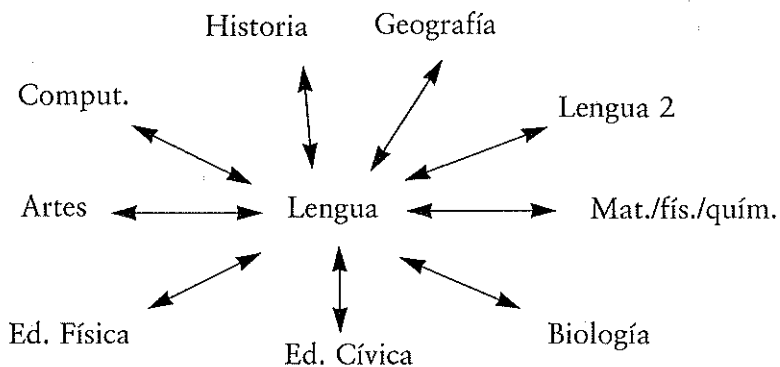 Historia
Geografía
Comput.
Lengua 2
Artes
Lengua
Mat./fís./quím.
Ed. Física
Ed. Cívica
Biología